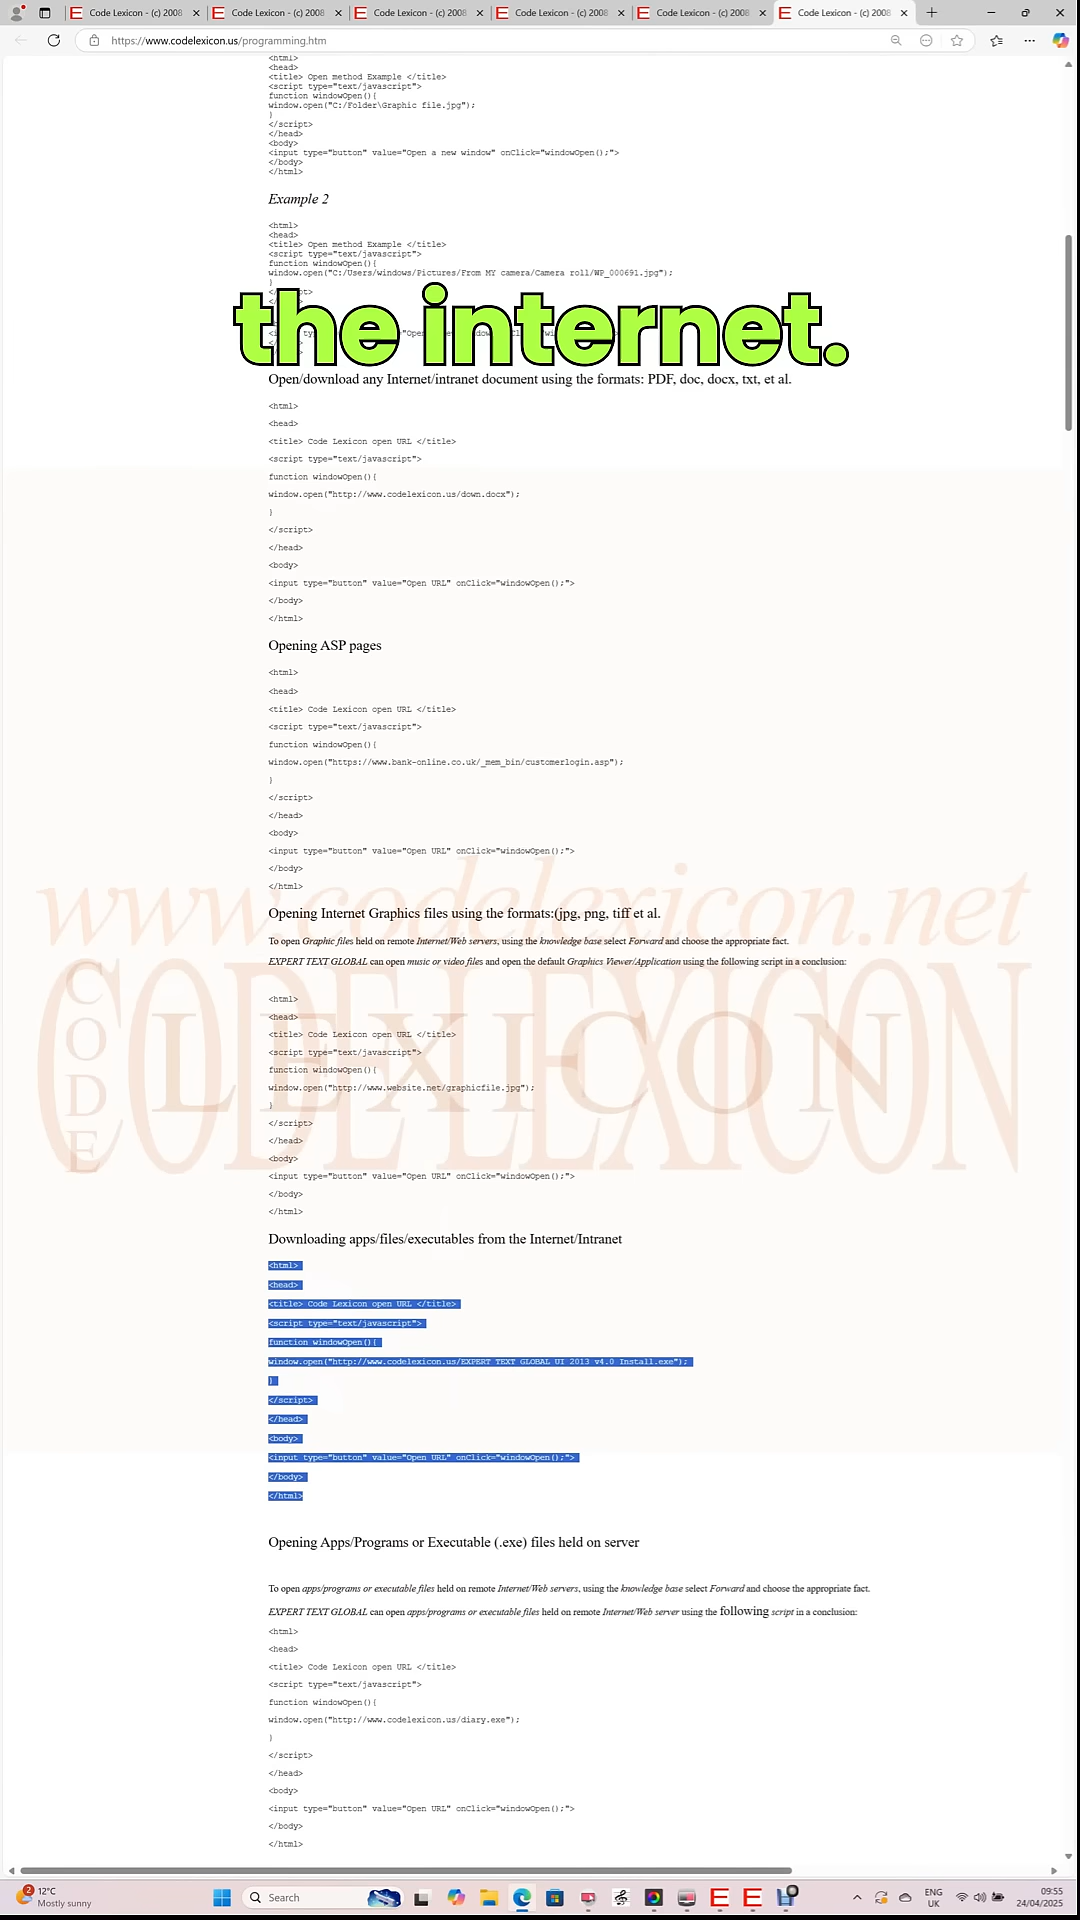 Code Lexicon - (c) 2008
Code Lexicon - (c) 2008
Code Lexicon - (c) 2008
Code Lexicon - (c) 2008
Code Lexicon - (c) 2008
Code Lexicon - (c) 2008
https://www.codelexicon.us/programming.htm
<html>
<head>
<title> Open method Example </title>
<script type="text/javascript">
function windowOpen(){
window.open("C:/Folder\Graphic file.jpg");
}
</script>
</head>
<body>
<input type="button" value="Open a new window" onClick="windowOpen();">
</body>
</html>
Example 2
<html>
<head>
<title> Open method Example </title>
<script type="text/javascript">
function windowOpen(){
window.open("C:/Users/windows/Pictures/From MY camera/Camera roll/WP_000691.jpg");
}
the internet.
Open/download any Internet/intranet document using the formats: PDF, doc, docx, txt, et al.
<html>
<head>
<title> Code Lexicon open URL </title>
<script type="text/javascript">
function windowOpen(){
window.open("http://www.codelexicon.us/down.docx");
}
</script>
</head>
<body>
<input type="button" value="Open URL" onClick="windowOpen();">
</body>
</html>
Opening ASP pages
<html>
<head>
<title> Code Lexicon open URL </title>
<script type="text/javascript">
function windowOpen(){
window.open("https://www.bank-online.co.uk/_mem_bin/customerlogin.asp");
}
</script>
</head>
<body>
<input type="button" value="Open URL" onClick="windowOpen();">
</body>
</html>
www.codelexicon.net
Opening Internet Graphics files using the formats:(jpg, png, tiff et al.
To open Graphic files held on remote Internet/Web servers, using the knowledge base select Forward and choose the appropriate fact.
EXPERT TEXT GLOBAL can open music or video files and open the default Graphics Viewer/Application using the following script in a conclusion:
CODE
LEXICON
CODE LEXICON
<html>
<head>
<title> Code Lexicon open URL </title>
<script type="text/javascript">
function windowOpen(){
window.open("http://www.website.net/graphicfile.jpg");
}
</script>
</head>
<body>
<input type="button" value="Open URL" onClick="windowOpen();">
</body>
</html>
Downloading apps/files/executables from the Internet/Intranet
<html>
<head>
<title> Code Lexicon open URL </title>
<script type="text/javascript">
function windowOpen(){
window.open("http://www.codelexicon.us/EXPERT TEXT GLOBAL UI 2013 v4.0 Install.exe");
}
</script>
</head>
<body>
<input type="button" value="Open URL" onClick="windowOpen();">
</body>
</html>
Opening Apps/Programs or Executable (.exe) files held on server
To open apps/programs or executable files held on remote Internet/Web servers, using the knowledge base select Forward and choose the appropriate fact.
EXPERT TEXT GLOBAL can open apps/programs or executable files held on remote Internet/Web server using the following script in a conclusion:
<html>
<head>
<title> Code Lexicon open URL </title>
<script type="text/javascript">
function windowOpen(){
window.open("http://www.codelexicon.us/diary.exe");
}
</script>
</head>
<body>
<input type="button" value="Open URL" onClick="windowOpen();">
</body>
</html>
2
12°C
Mostly sunny
Search
ENG
UK
09:55
24/04/2025